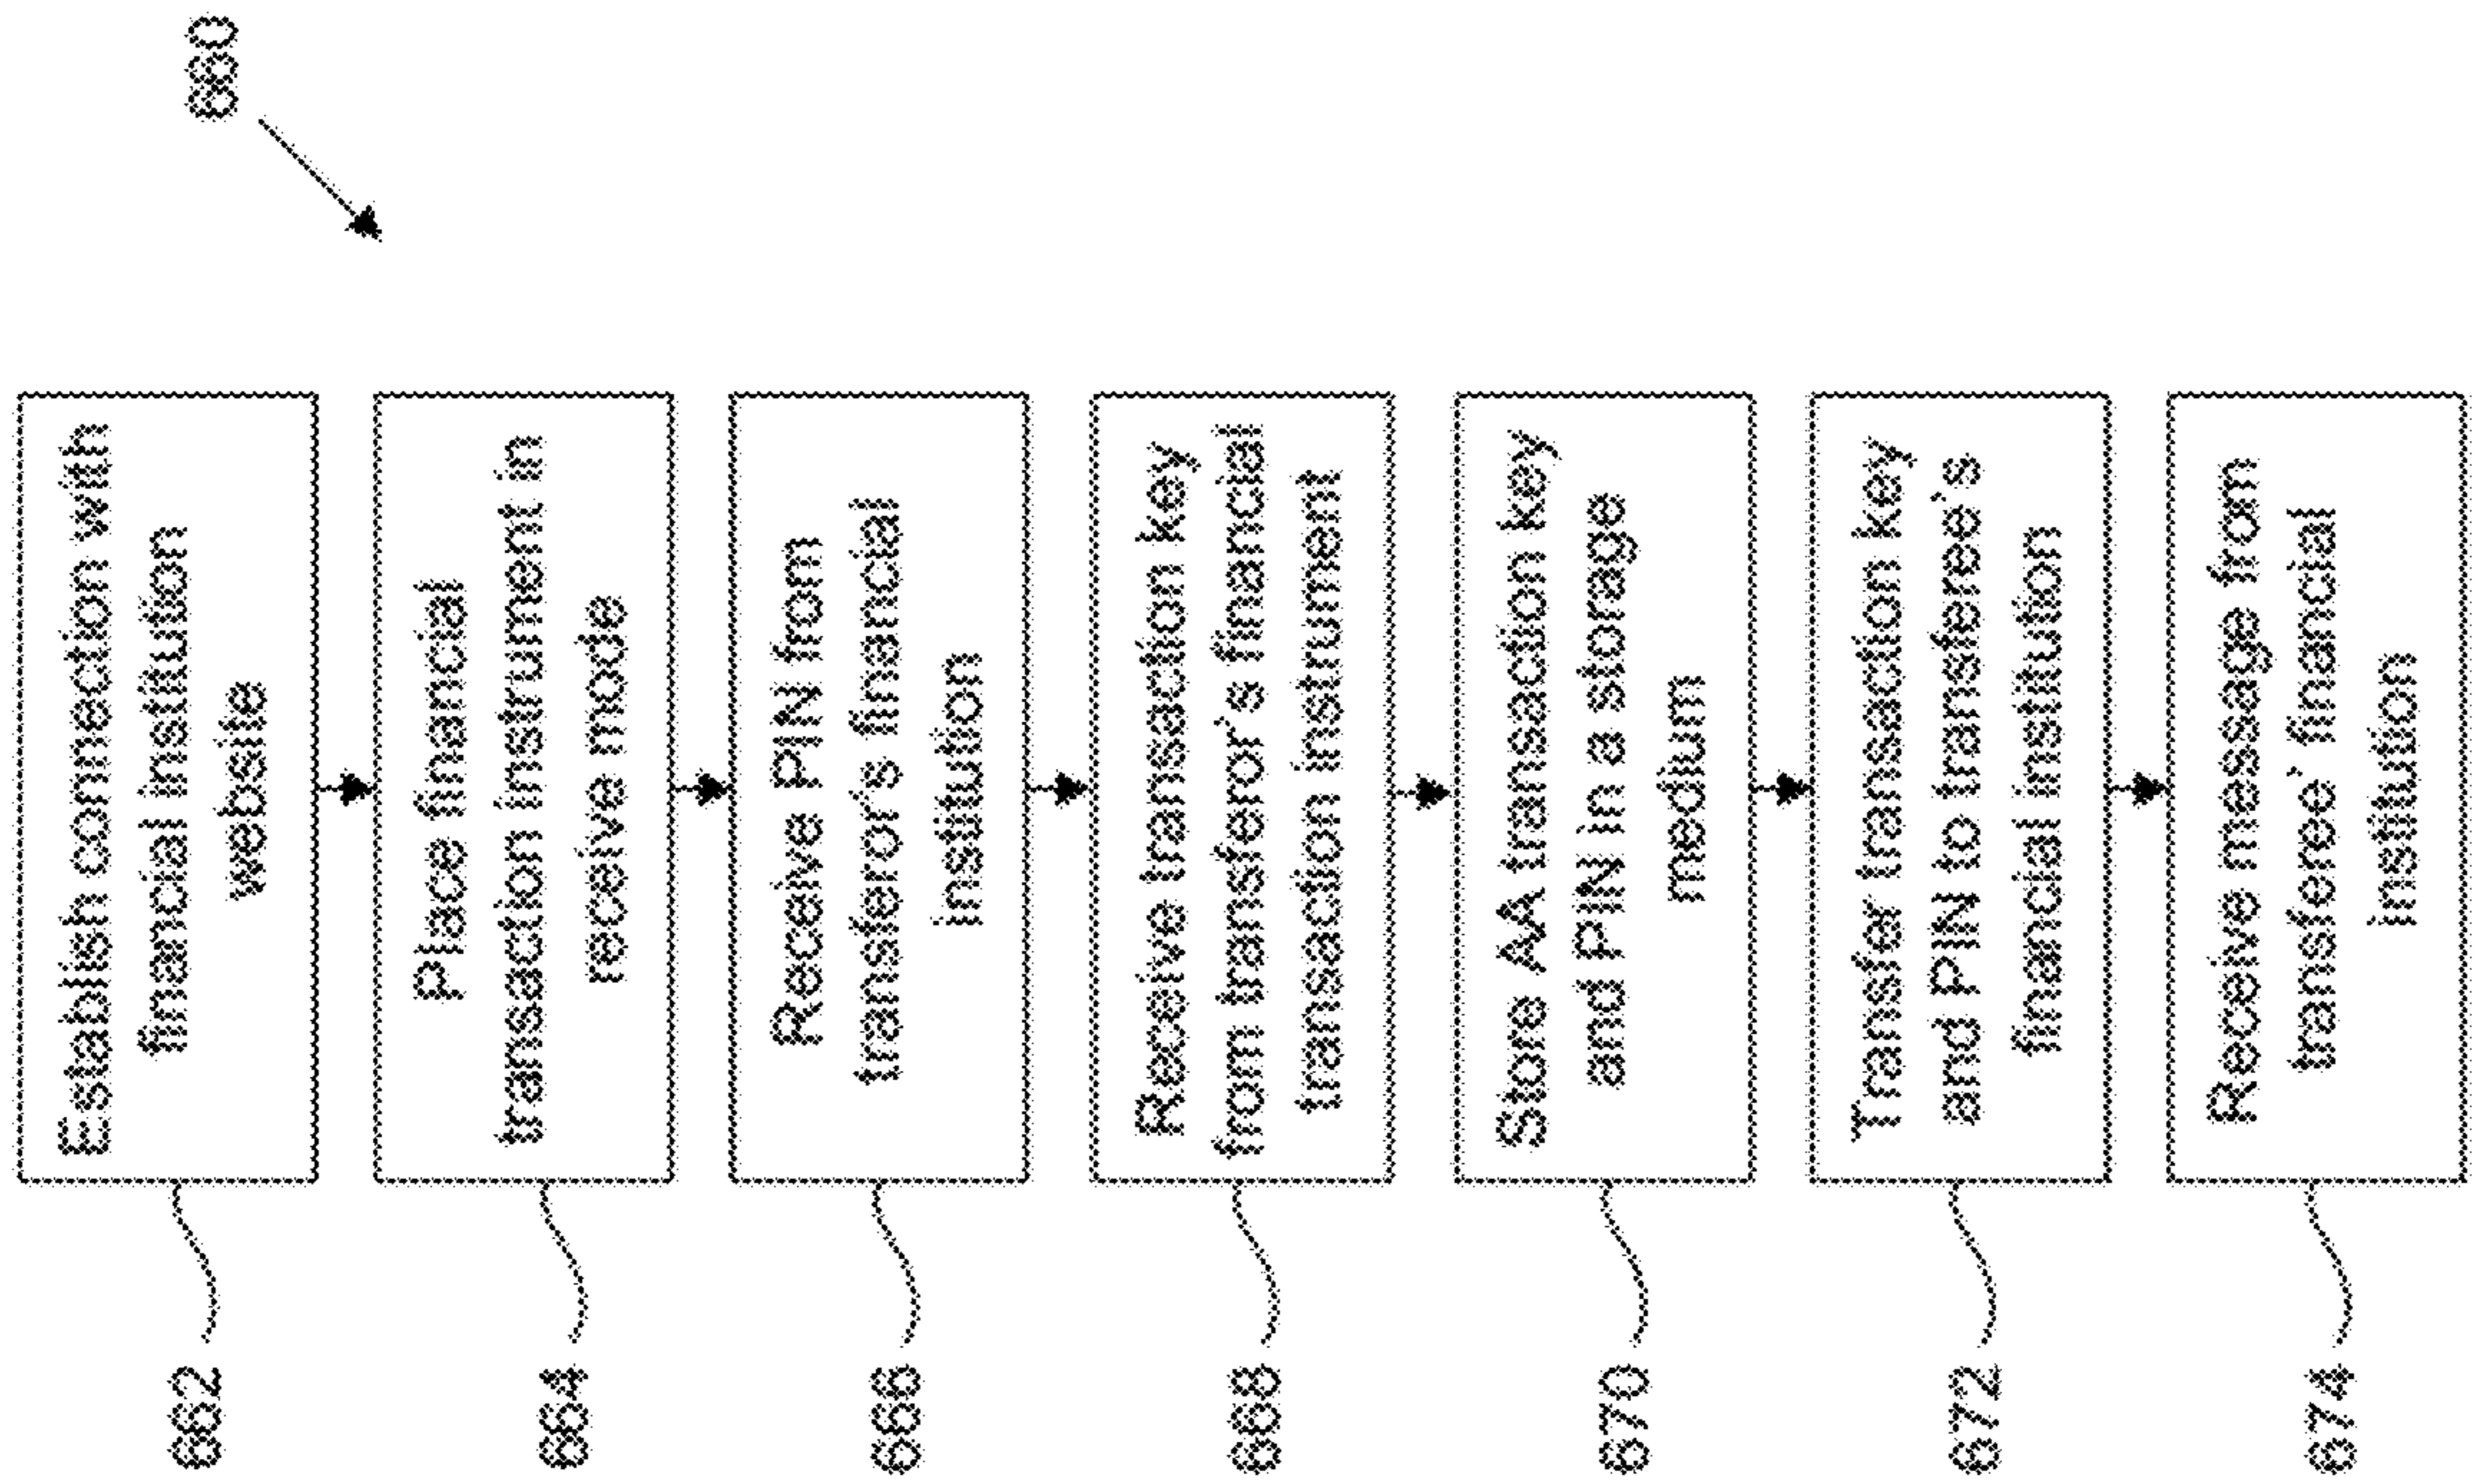 660
662
Establish connection with
financial institution
website
664
Place financial
transaction instrument in
receive mode
666
Receive PIN from
transferor's financial
institution
668
Receive transaction key
from transferor's financial
transaction instrument
670
Store AA transaction key
and PIN in a storage
medium
672
Transfer transaction key
and PIN to transferee's
financial institution
674
Receive message from
transferee' financial
institution